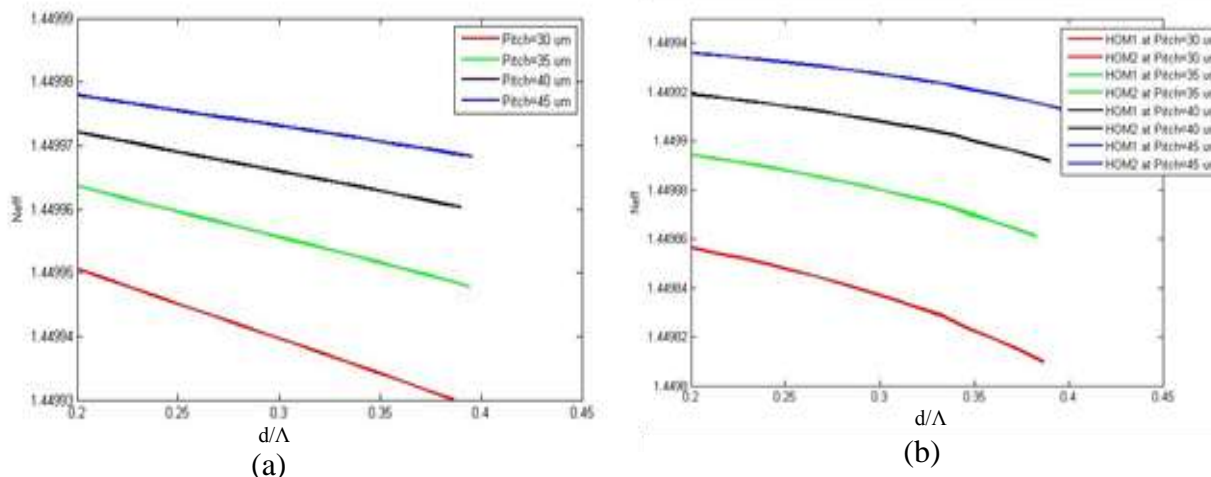 1.44999
1.44998
1.44997
1.44996
1.44995
1.44994
1.44993
Neff
0.2 0.25 0.3 0.35 0.4 0.45
d/Λ
Pitch=30 um
Pitch=35 um
Pitch=40 um
Pitch=45 um
(a)
1.44994
1.44992
1.4499
1.44988
1.44986
1.44984
1.44982
1.4498
Neff
0.2 0.25 0.3 0.35 0.4 0.45
d/Λ
HOM1 at Pitch=30 um
HOM2 at Pitch=30 um
HOM1 at Pitch=35 um
HOM2 at Pitch=35 um
HOM1 at Pitch=40 um
HOM2 at Pitch=40 um
HOM1 at Pitch=45 um
HOM2 at Pitch=45 um
(b)